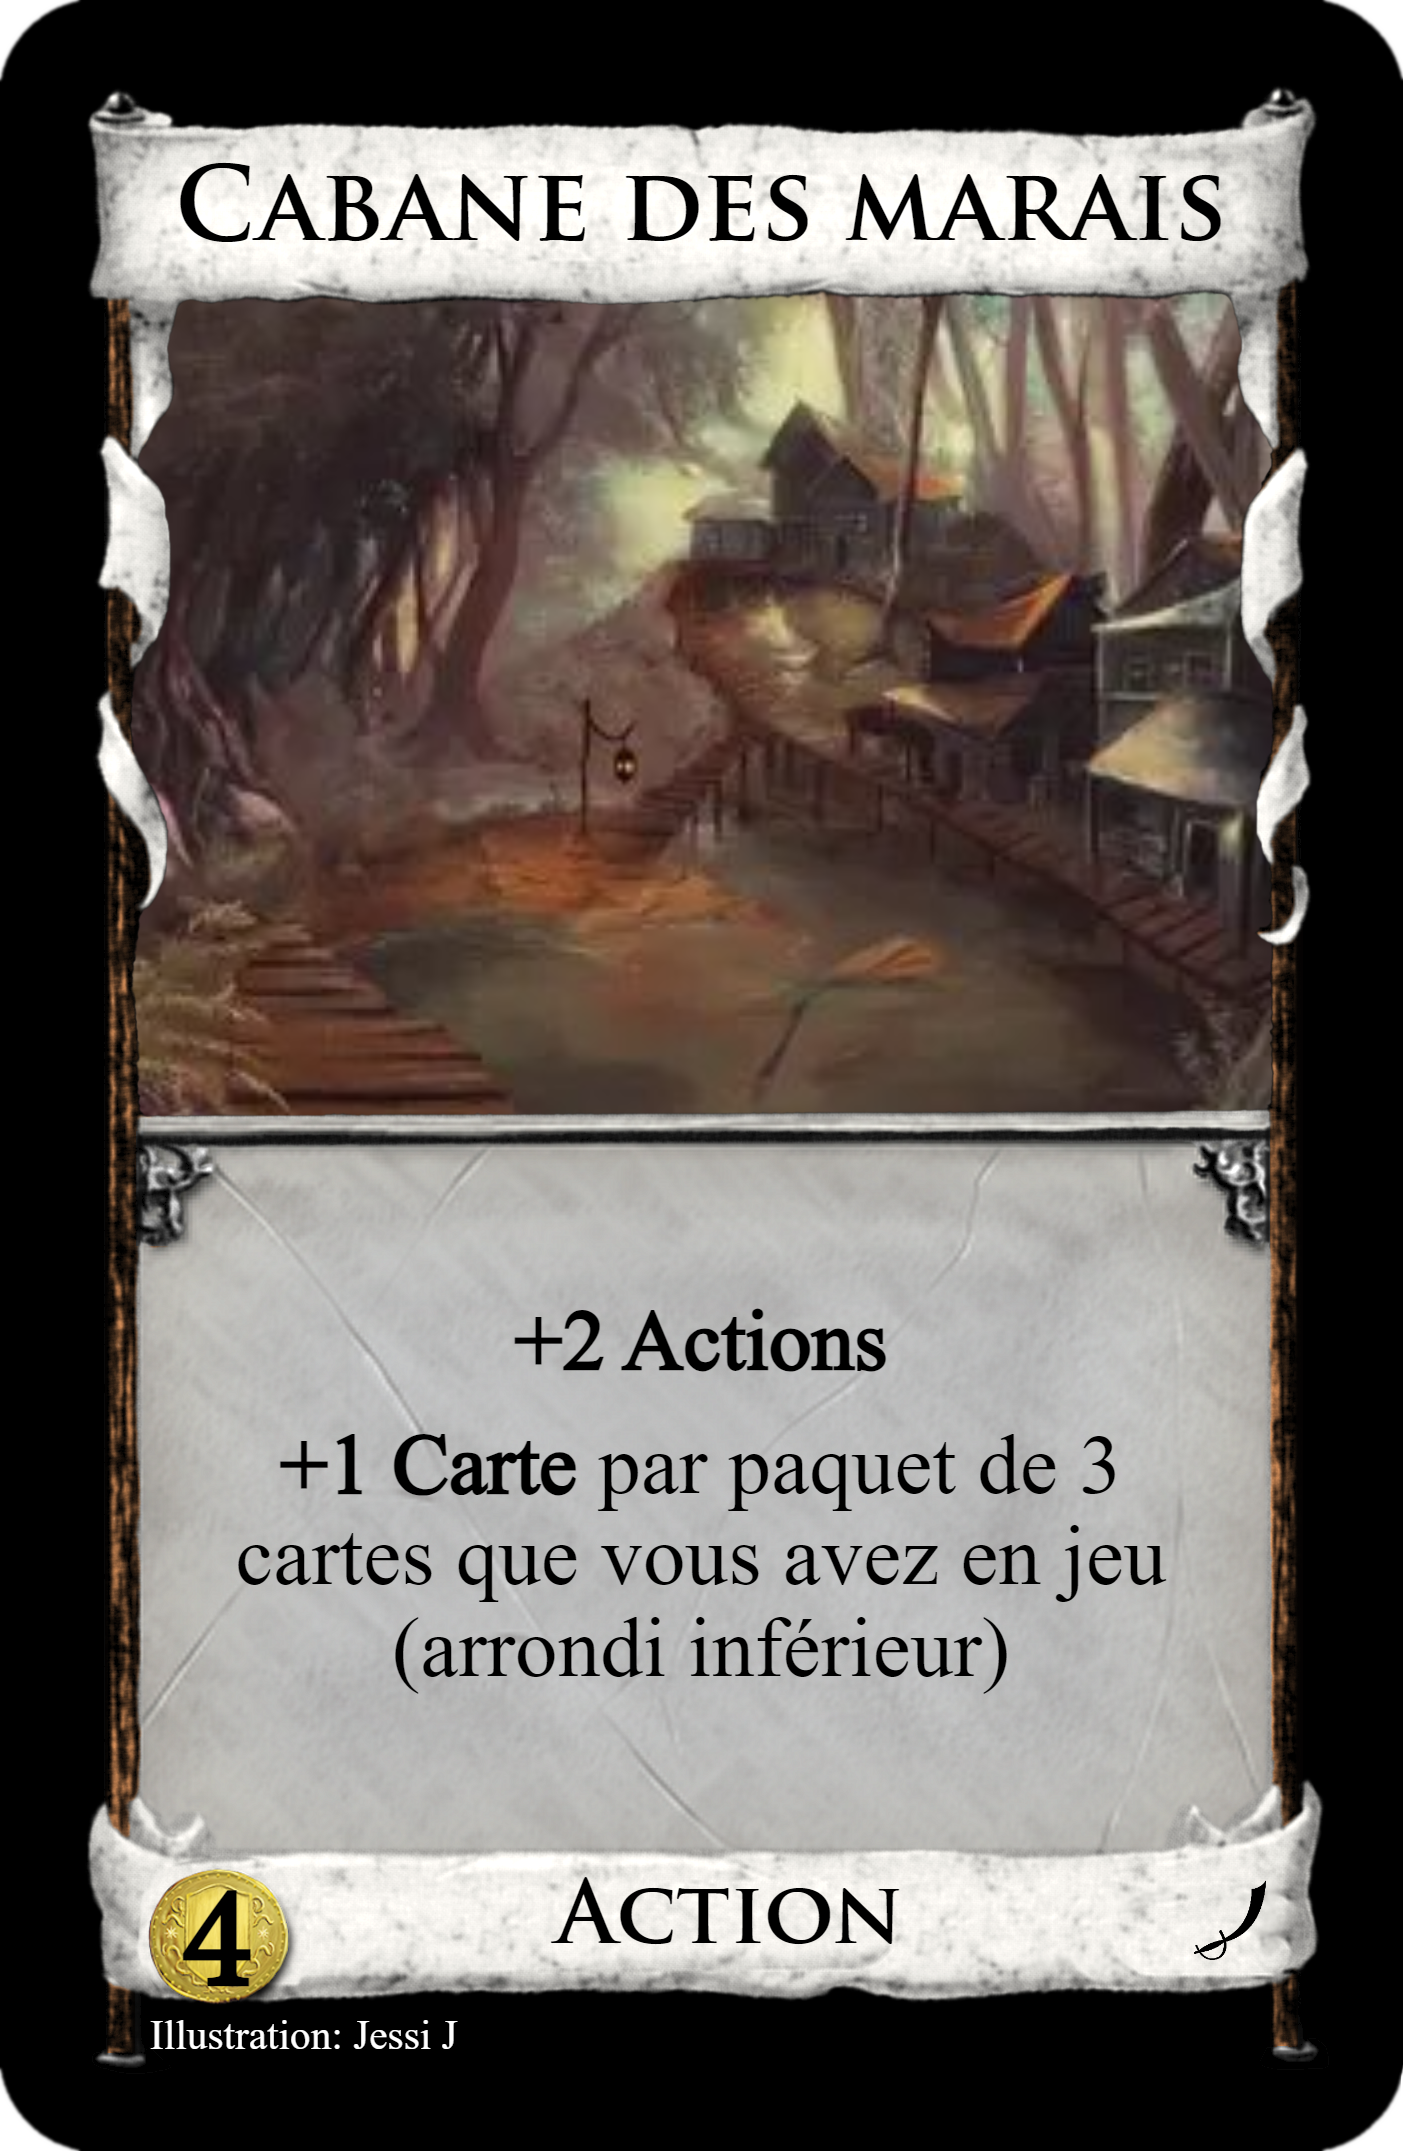 Cabane des marais
+2 Actions
+1 Carte par paquet de 3
cartes que vous avez en jeu
(arrondi inférieur)
4
Action
Illustration: Jessi J